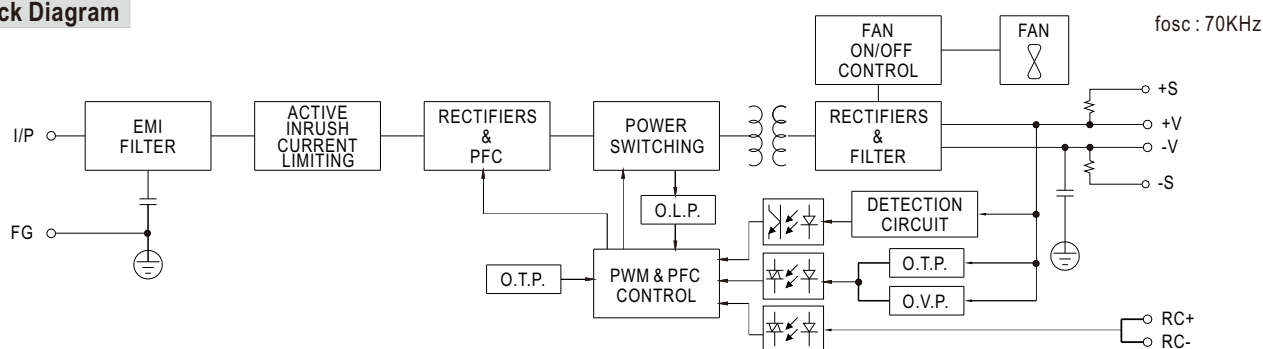 ck Diagram
fosc : 70KHz
FAN
ON/OFF
CONTROL
FAN
I/P
EMI
FILTER
ACTIVE
INRUSH
CURRENT
LIMITING
RECTIFIERS
&
PFC
POWER
SWITCHING
RECTIFIERS
&
FILTER
+S
+V
-V
-S
FG
O.L.P.
DETECTION
CIRCUIT
O.T.P.
PWM & PFC
CONTROL
O.T.P.
O.V.P.
RC+
RC-